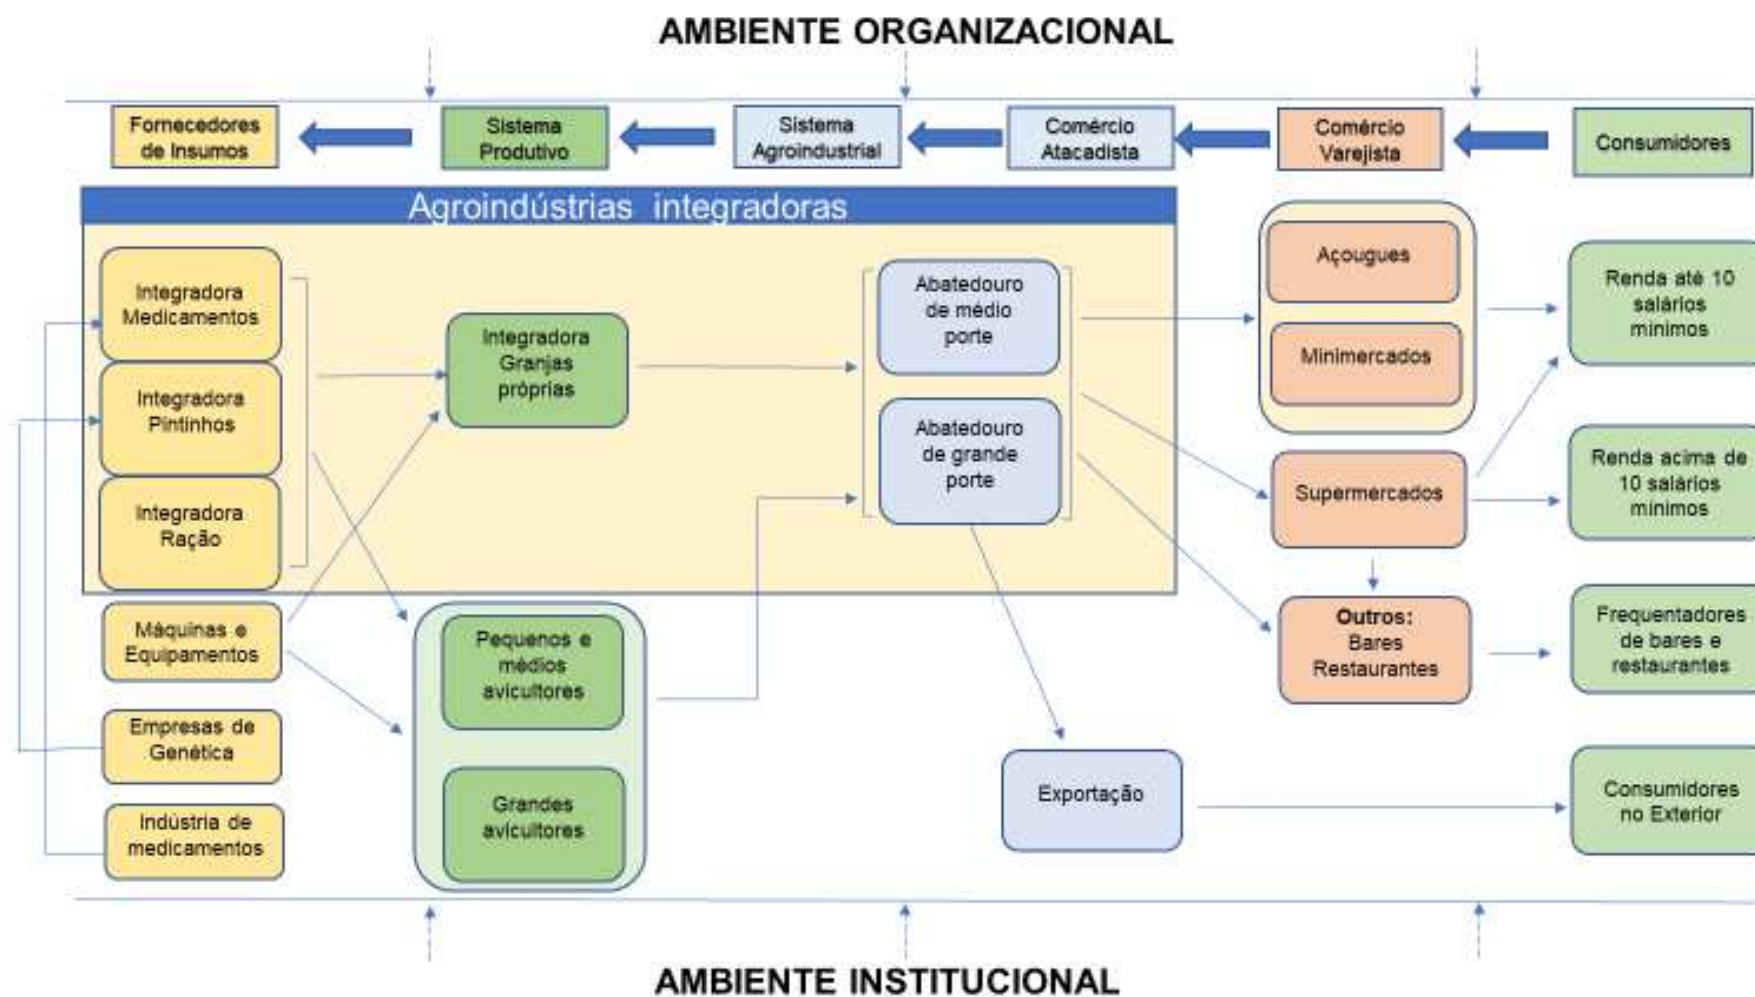 AMBIENTE ORGANIZACIONAL
Fornecedores
de Insumos
Sistema
Produtivo
Sistema
Agroindustrial
Comércio
Atacadista
Comércio
Varejista
Consumidores
Agroindústrias integradoras
Integradora
Medicamentos
Integradora
Pintinhos
Integradora
Ração
Máquinas e
Equipamentos
Empresas de
Genética
Indústria de
medicamentos
Integradora
Granjas
próprias
Pequenos e
médios
avicultores
Grandes
avicultores
Abatedouro
de médio
porte
Abatedouro
de grande
porte
Exportação
Açougues
Minimercados
Supermercados
Outros:
Bares
Restaurantes
Renda até 10
salários
mínimos
Renda acima de
10 salários
mínimos
Frequentadores
de bares e
restaurantes
Consumidores
no Exterior
AMBIENTE INSTITUCIONAL